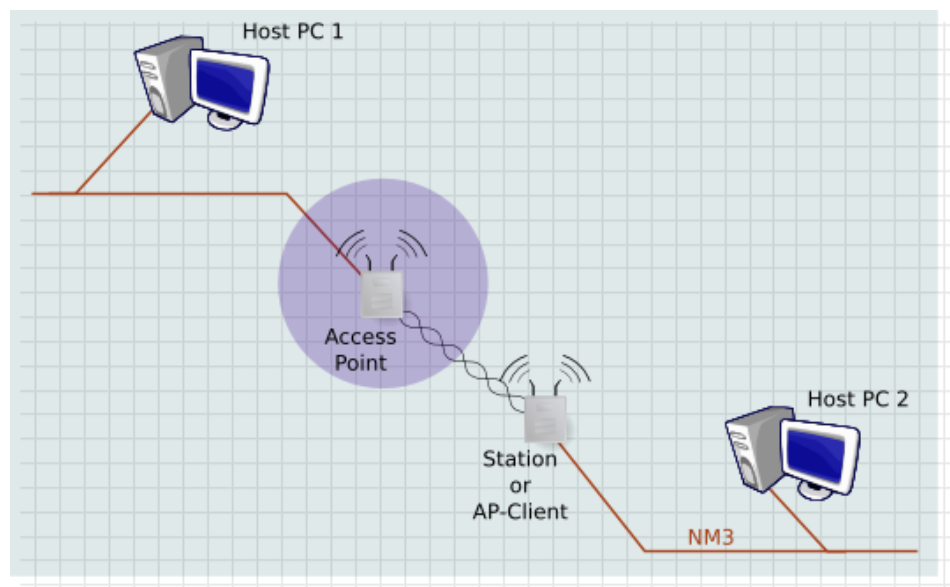 Host PC 1
Access
Point
Host PC 2
Station
or
AP-Client
NM3